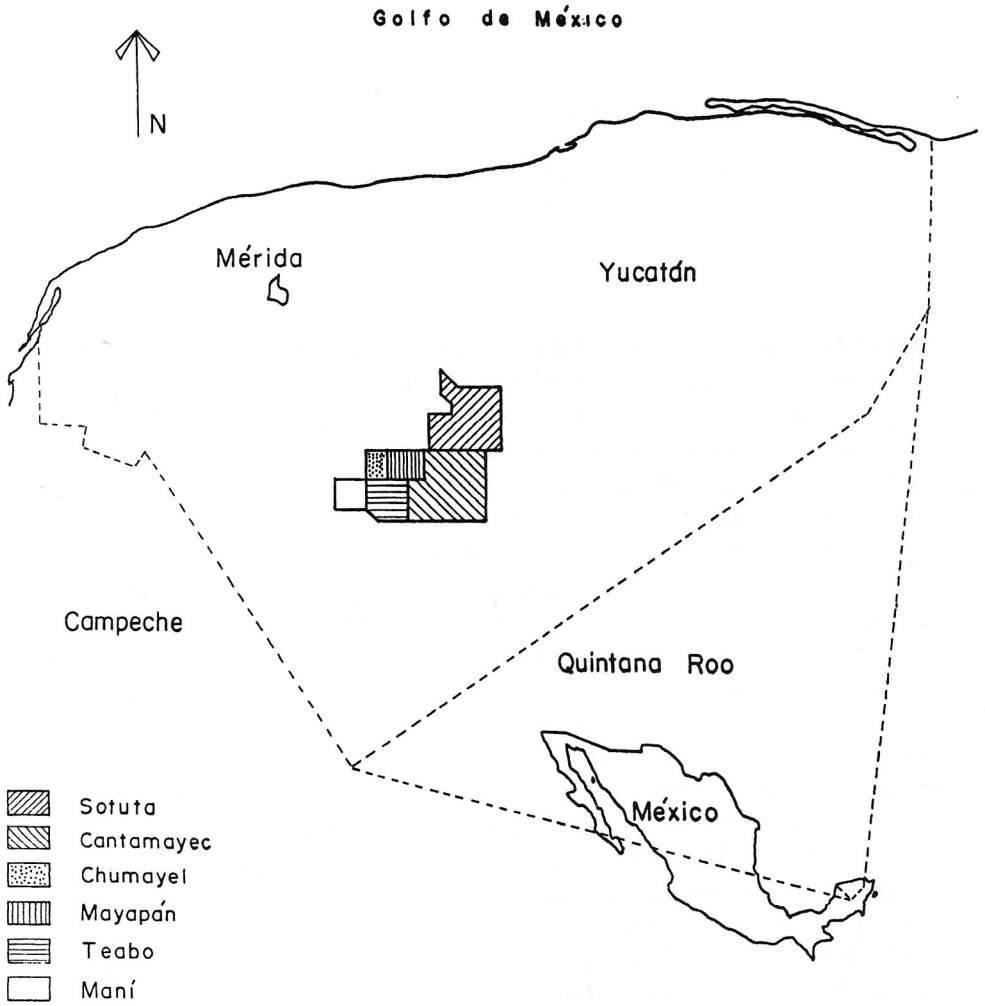 Golfo de México
N
Mérida
Yucatán
Campeche
Quintana Roo
México
Sotuta
Cantamayec
Chumayel
Mayapán
Teabo
Maní